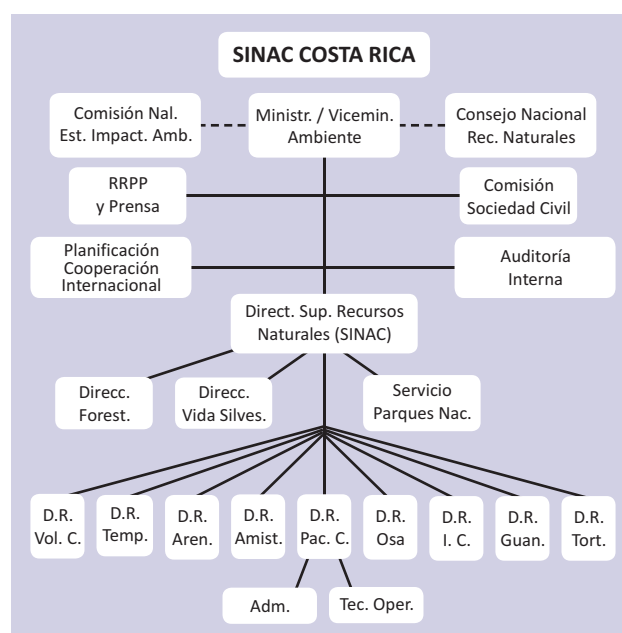 SINAC COSTA RICA
Comisión Nal.
Est. Impact. Amb.
Ministr. / Vicemin.
Ambiente
Consejo Nacional
Rec. Naturales
RRPP
y Prensa
Comisión
Sociedad Civil
Planificación
Cooperación
Internacional
Auditoría
Interna
Direct. Sup. Recursos
Naturales (SINAC)
Direcc.
Forest.
Direcc.
Vida Silves.
Servicio
Parques Nac.
D.R.
Vol. C.
D.R.
Temp.
D.R.
Aren.
D.R.
Amist.
D.R.
Pac. C.
D.R.
Osa
D.R.
I. C.
D.R.
Guan.
D.R.
Tort.
Adm.
Tec. Oper.